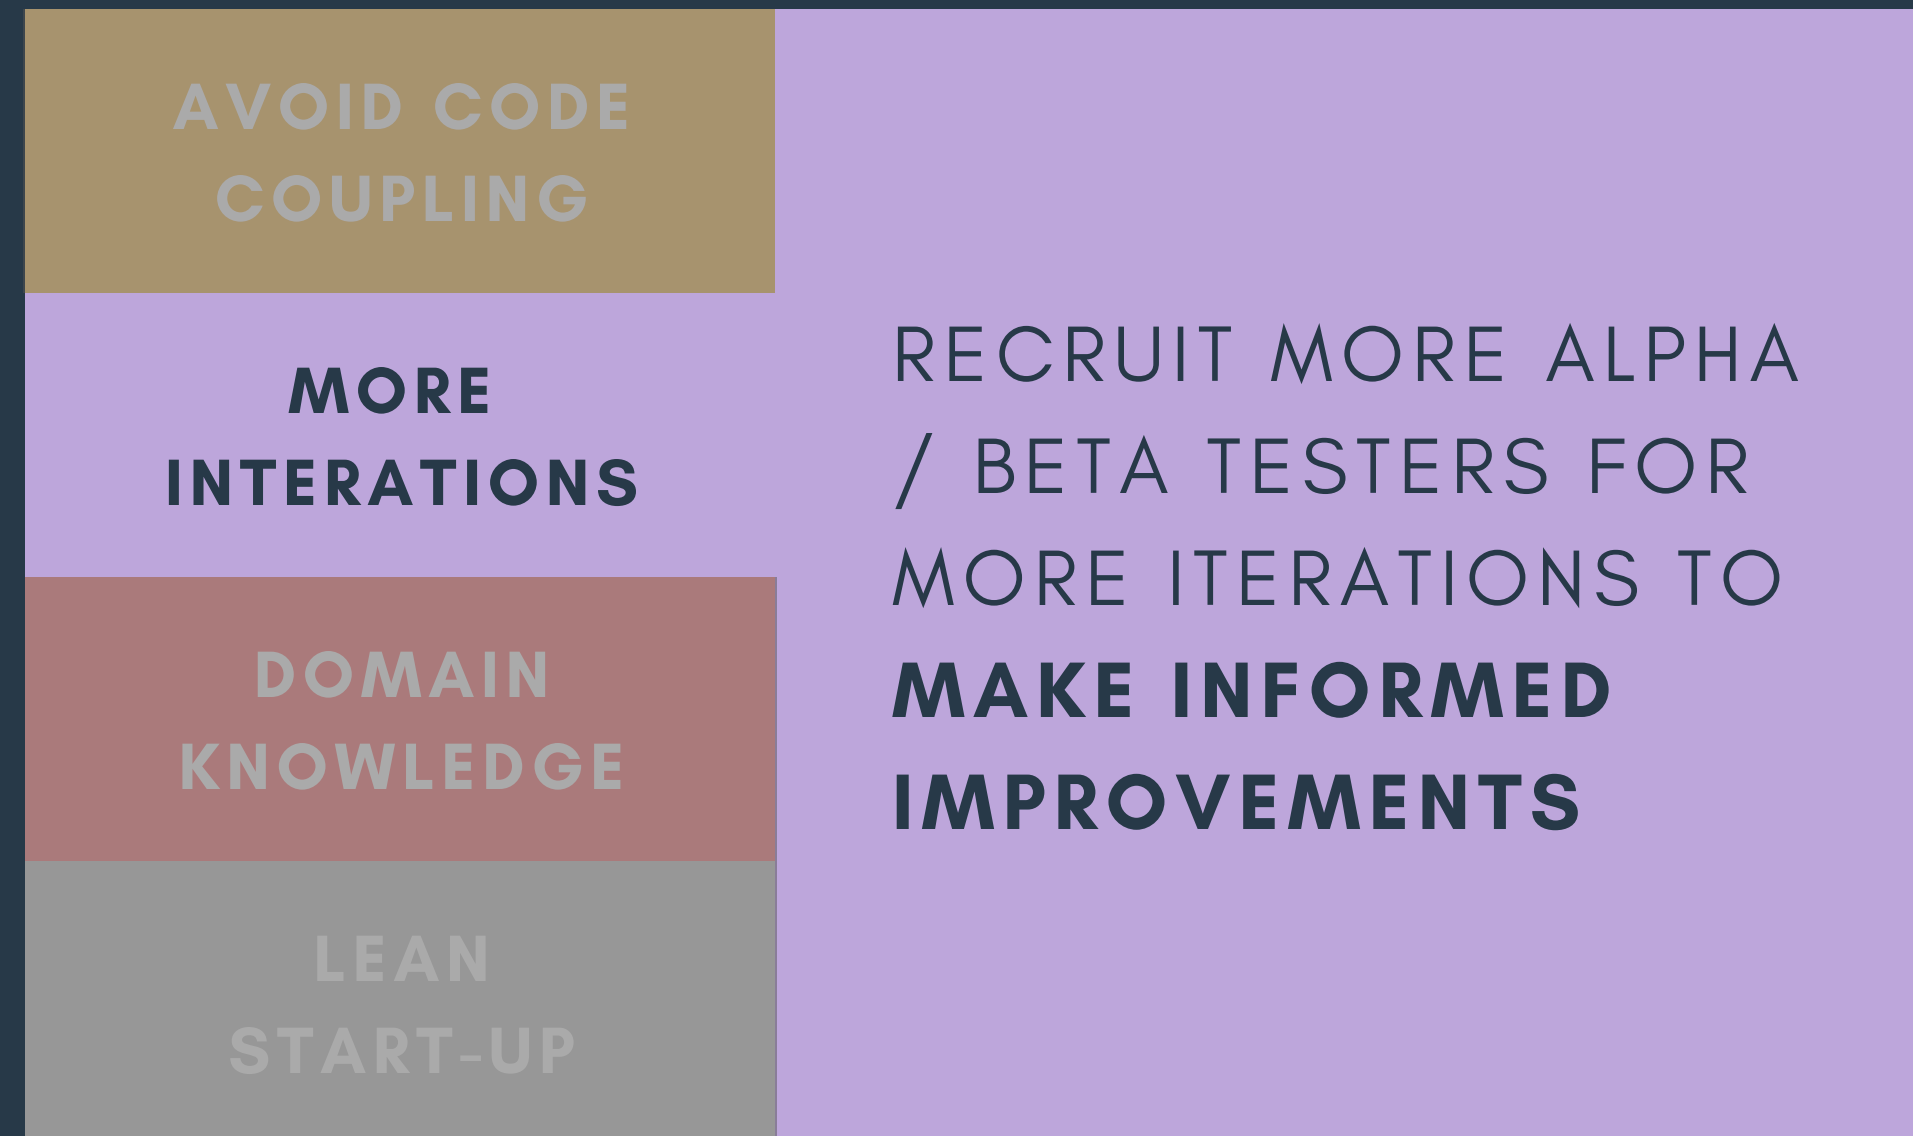 AVOID CODE
COUPLING
MORE
INTERATIONS
DOMAIN
KNOWLEDGE
LEAN
START-UP
RECRUIT MORE ALPHA
/ BETA TESTERS FOR
MORE ITERATIONS TO
MAKE INFORMED
IMPROVEMENTS